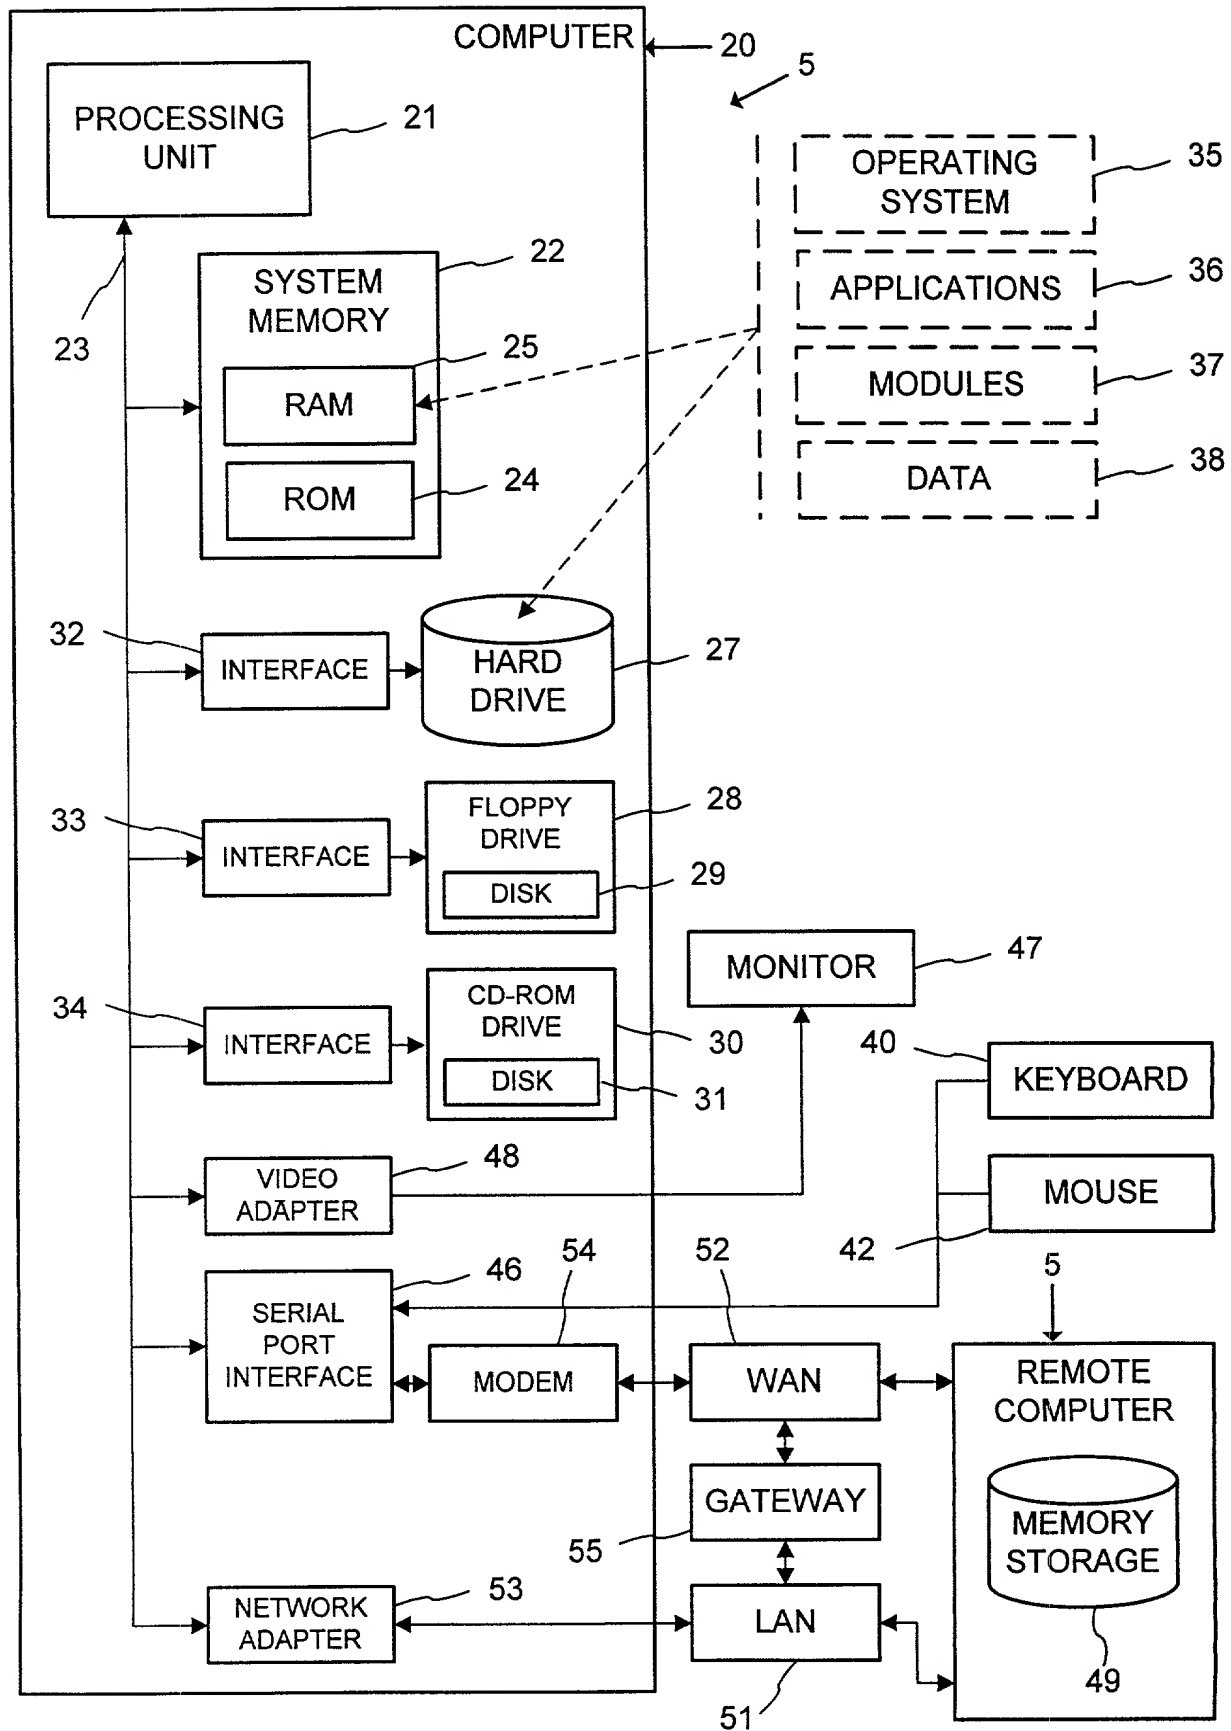 COMPUTER
20
5
PROCESSING
UNIT
21
OPERATING
SYSTEM
35
23
SYSTEM
MEMORY
22
APPLICATIONS
36
RAM
25
MODULES
37
ROM
24
DATA
38
32
INTERFACE
HARD
DRIVE
27
33
INTERFACE
FLOPPY
DRIVE
28
DISK
29
MONITOR
47
34
INTERFACE
CD-ROM
DRIVE
30
DISK
31
40
KEYBOARD
VIDEO
ADAPTER
48
MOUSE
42
46
SERIAL
PORT
INTERFACE
54
MODEM
52
WAN
5
REMOTE
COMPUTER
GATEWAY
55
MEMORY
STORAGE
49
NETWORK
ADAPTER
53
LAN
51